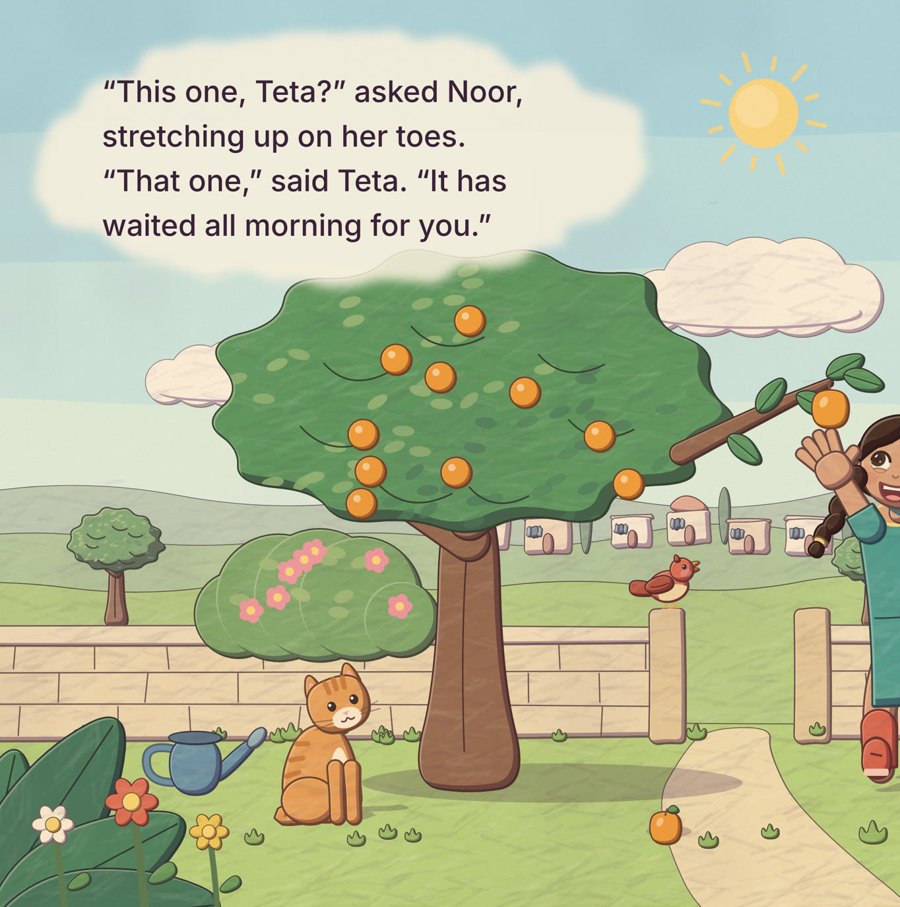 “This one, Teta?” asked Noor,
stretching up on her toes.
“That one,” said Teta. “It has
waited all morning for you.”